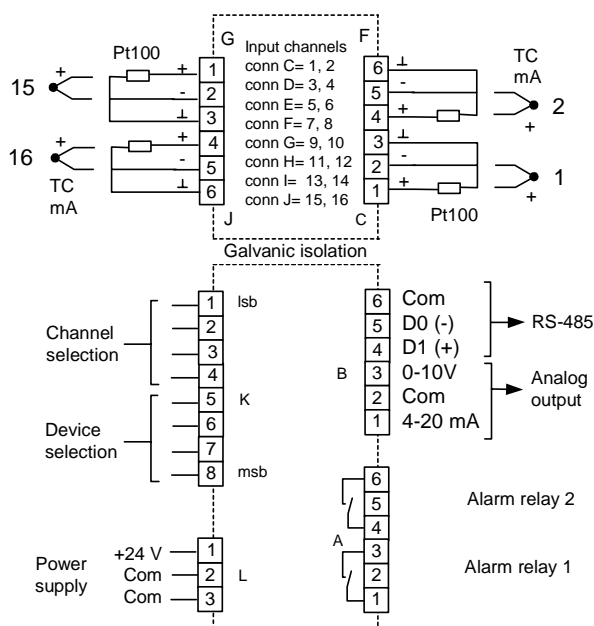 G
F
Input channels
conn C= 1, 2
conn D= 3, 4
conn E= 5, 6
conn F= 7, 8
conn G= 9, 10
conn H= 11, 12
conn I= 13, 14
conn J= 15, 16
Pt100
15
+
+
1
-
2
⊥
3
16
+
+
4
-
5
⊥
6
TC
mA
J
6
⊥
5
-
4
+
TC
mA
2
+
3
⊥
2
-
1
+
1
+
Pt100
C
Galvanic isolation
Channel
selection
1 lsb
2
3
4
Device
selection
5 K
6
7
8 msb
Power
supply
+24 V 1
Com 2 L
Com 3
B
6 Com
5 D0 (-)
4 D1 (+)
RS-485
3 0-10V
2 Com
1 4-20 mA
Analog
output
A
6
5
4
Alarm relay 2
3
2
1
Alarm relay 1